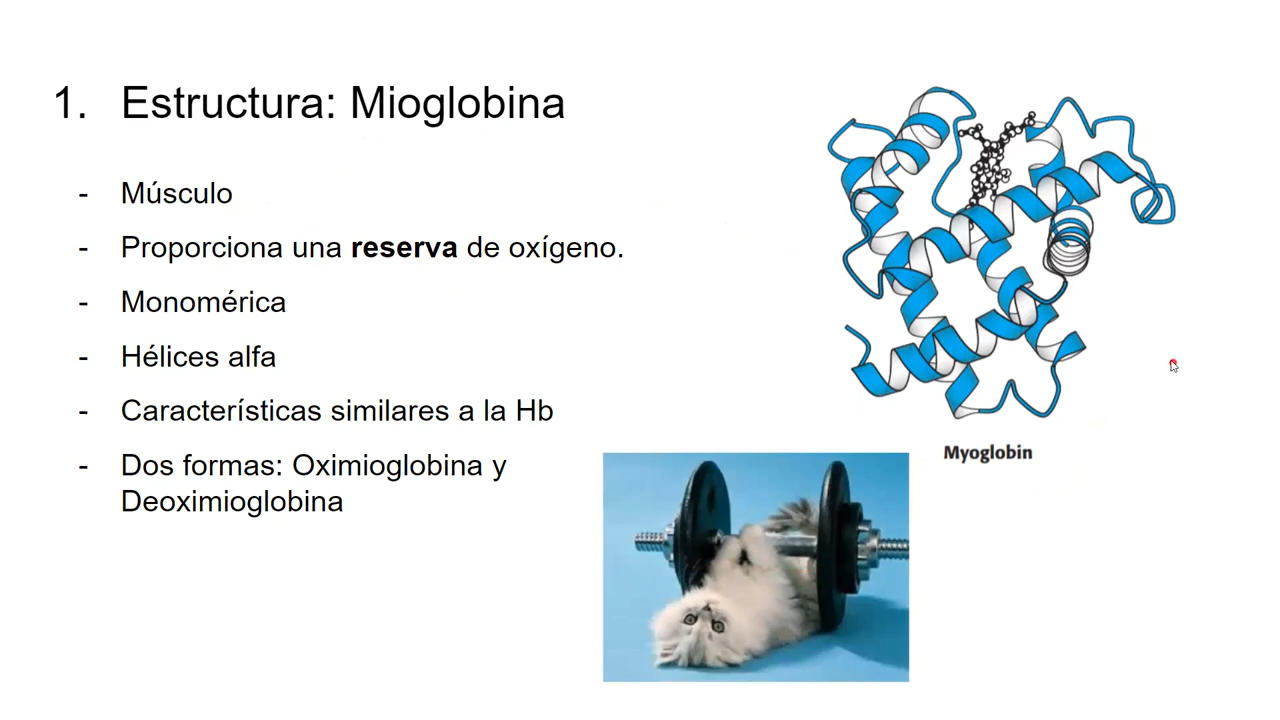 1. Estructura: Mioglobina
- Músculo
- Proporciona una reserva de oxígeno.
- Monomérica
- Hélices alfa
- Características similares a la Hb
- Dos formas: Oximioglobina y
Deoximioglobina
Myoglobin